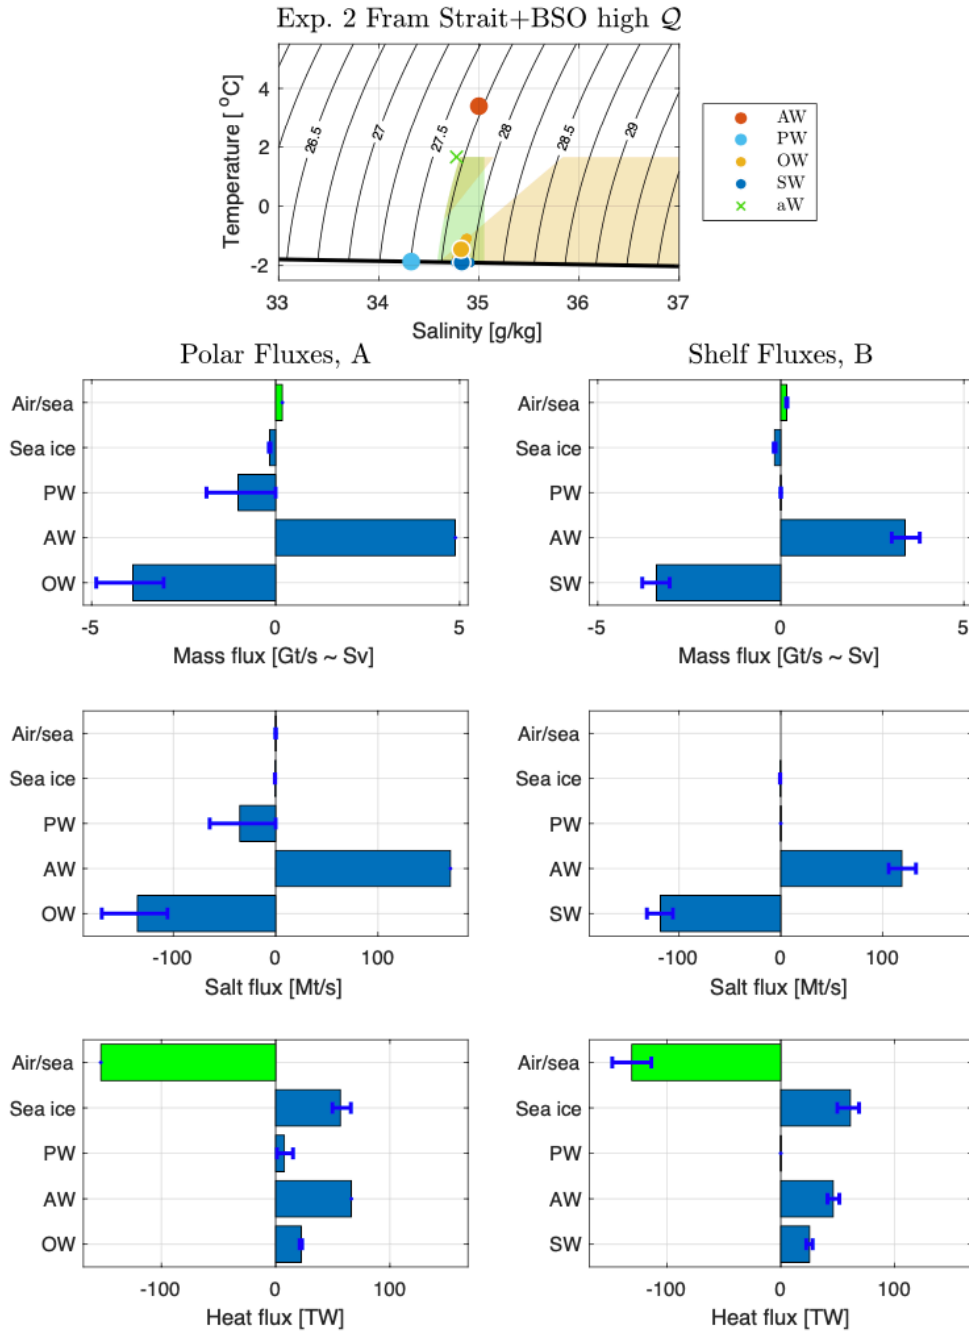 Exp. 2 Fram Strait+BSO high 𝒬
Temperature [ °C]
4
2
0
-2
26.5
27
27.5
28
28.5
29
33
34
35
36
37
Salinity [g/kg]
AW
PW
OW
SW
aW
Polar Fluxes, A
Air/sea
Sea ice
PW
AW
OW
-5
0
5
Mass flux [Gt/s ~ Sv]
Shelf Fluxes, B
Air/sea
Sea ice
PW
AW
SW
-5
0
5
Mass flux [Gt/s ~ Sv]
Air/sea
Sea ice
PW
AW
OW
-100
0
100
Salt flux [Mt/s]
Air/sea
Sea ice
PW
AW
SW
-100
0
100
Salt flux [Mt/s]
Air/sea
Sea ice
PW
AW
OW
-100
0
100
Heat flux [TW]
Air/sea
Sea ice
PW
AW
SW
-100
0
100
Heat flux [TW]